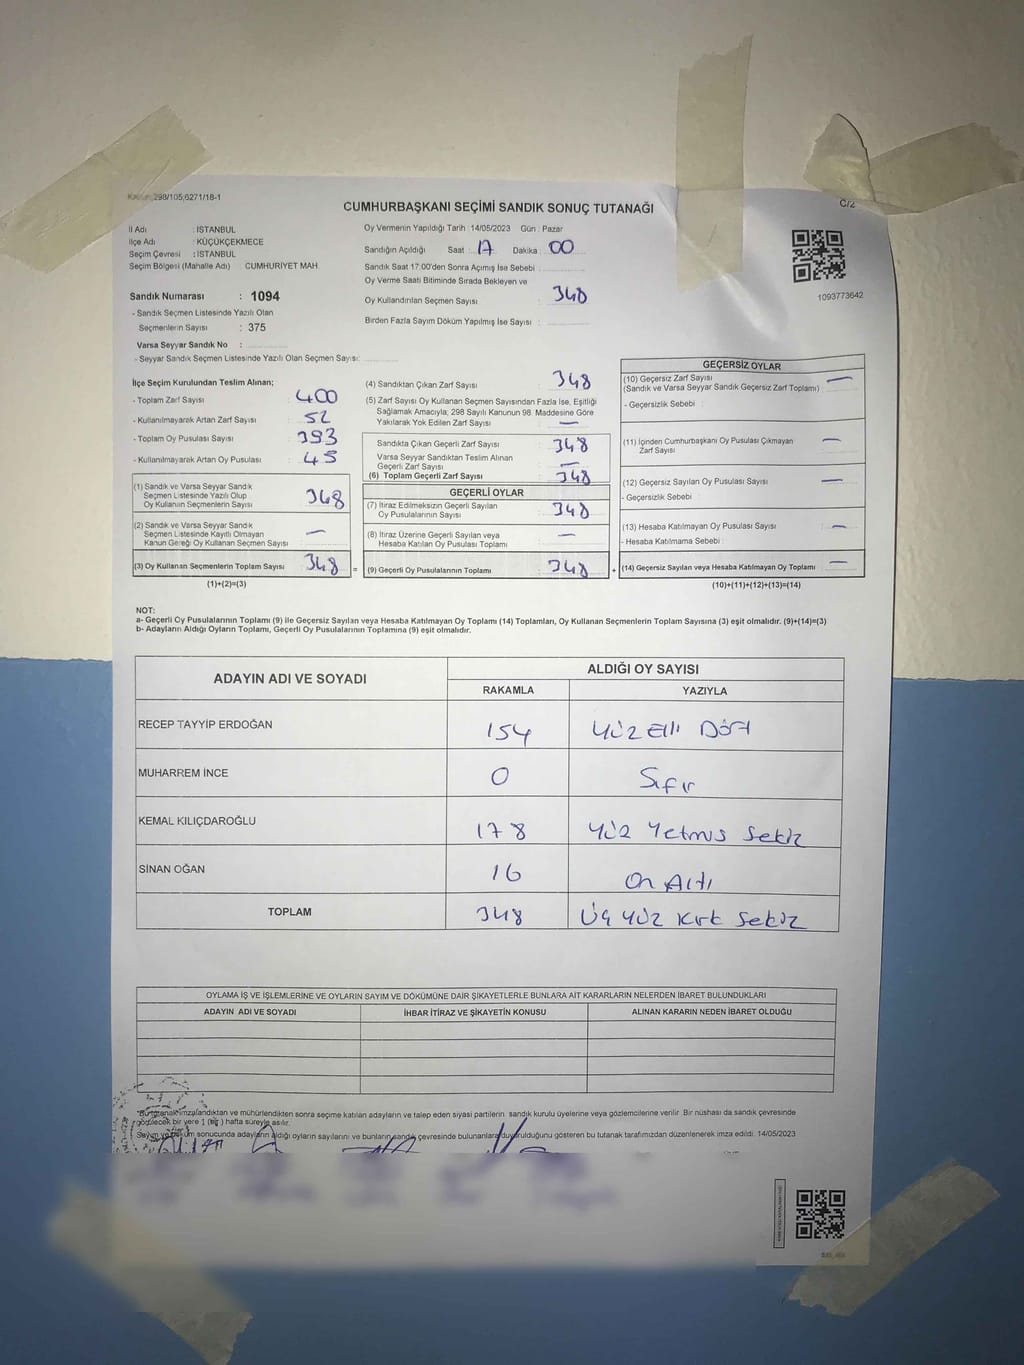 Kanun: 298/105;6271/18-1
C/2
CUMHURBAŞKANI SEÇİMİ SANDIK SONUÇ TUTANAĞI
İl Adı : İSTANBUL
İlçe Adı : KÜÇÜKÇEKMECE
Seçim Çevresi : İSTANBUL
Seçim Bölgesi (Mahalle Adı) : CUMHURİYET MAH
Sandık Numarası : 1094
- Sandık Seçmen Listesinde Yazılı Olan
Seçmenlerin Sayısı : 375
Varsa Seyyar Sandık No :
- Seyyar Sandık Seçmen Listesinde Yazılı Olan Seçmen Sayısı:
Oy Vermenin Yapıldığı Tarih 14/05/2023 Gün : Pazar
Sandığın Açıldığı Saat : 17 Dakika : 00
Sandık Saat 17:00'den Sonra Açımış İse Sebebi :
Oy Verme Saati Bitiminde Sırada Bekleyen ve
Oy Kullandırılan Seçmen Sayısı : 348
Birden Fazla Sayım Döküm Yapılmış İse Sayısı :
1093773642
İlçe Seçim Kurulundan Teslim Alınan;
- Toplam Zarf Sayısı : 400
- Kullanılmayarak Artan Zarf Sayısı : 52
- Toplam Oy Pusulası Sayısı : 393
- Kullanılmayarak Artan Oy Pusulası : 45
(1) Sandık ve Varsa Seyyar Sandık
Seçmen Listesinde Yazılı Olup
Oy Kullanan Seçmenlerin Sayısı : 348
(2) Sandık ve Varsa Seyyar Sandık
Seçmen Listesinde Kayıtlı Olmayan
Kanun Gereği Oy Kullanan Seçmen Sayısı : —
(3) Oy Kullanan Seçmenlerin Toplam Sayısı : 348
(1)+(2)=(3)
=
(4) Sandıktan Çıkan Zarf Sayısı : 348
(5) Zarf Sayısı Oy Kullanan Seçmen Sayısından Fazla İse, Eşitliği
Sağlamak Amacıyla; 298 Sayılı Kanunun 98. Maddesine Göre
Yakılarak Yok Edilen Zarf Sayısı : —
Sandıkta Çıkan Geçerli Zarf Sayısı : 348
Varsa Seyyar Sandıktan Teslim Alınan
Geçerli Zarf Sayısı : —
(6) Toplam Geçerli Zarf Sayısı : 348
GEÇERLİ OYLAR
(7) İtiraz Edilmeksizin Geçerli Sayılan
Oy Pusulalarının Sayısı : 348
(8) İtiraz Üzerine Geçerli Sayılan veya
Hesaba Katılan Oy Pusulası Toplamı : —
(9) Geçerli Oy Pusulalarının Toplamı : 348
+
GEÇERSİZ OYLAR
(10) Geçersiz Zarf Sayısı
(Sandık ve Varsa Seyyar Sandık Geçersiz Zarf Toplamı) : —
- Geçersizlik Sebebi :
(11) İçinden Cumhurbaşkanı Oy Pusulası Çıkmayan
Zarf Sayısı : —
(12) Geçersiz Sayılan Oy Pusulası Sayısı : —
- Geçersizlik Sebebi
(13) Hesaba Katılmayan Oy Pusulası Sayısı : —
- Hesaba Katılmama Sebebi :
(14) Geçersiz Sayılan veya Hesaba Katılmayan Oy Toplamı : —
(10)+(11)+(12)+(13)=(14)
NOT:
a- Geçerli Oy Pusulalarının Toplamı (9) ile Geçersiz Sayılan veya Hesaba Katılmayan Oy Toplamı (14) Toplamları, Oy Kullanan Seçmenlerin Toplam Sayısına (3) eşit olmalıdır. (9)+(14)=(3)
b- Adayların Aldığı Oyların Toplamı, Geçerli Oy Pusulalarının Toplamına (9) eşit olmalıdır.
ADAYIN ADI VE SOYADI ALDIĞI OY SAYISI
RAKAMLA YAZIYLA
RECEP TAYYİP ERDOĞAN 154 Yüz Elli Dört
MUHARREM İNCE 0 Sıfır
KEMAL KILIÇDAROĞLU 178 Yüz Yetmiş Sekiz
SİNAN OĞAN 16 On Altı
TOPLAM 348 Üç Yüz Kırk Sekiz
OYLAMA İŞ VE İŞLEMLERİNE VE OYLARIN SAYIM VE DÖKÜMÜNE DAİR ŞİKAYETLERLE BUNLARA AİT KARARLARIN NELERDEN İBARET BULUNDUKLARI
ADAYIN ADI VE SOYADI İHBAR İTİRAZ VE ŞİKAYETİN KONUSU ALINAN KARARIN NEDEN İBARET OLDUĞU
*Bu tutanak imzalandıktan ve mühürlendikten sonra seçime katılan adayların ve talep eden siyasi partilerin sandık kurulu üyelerine veya gözlemcilerine verilir. Bir nüshası da sandık çevresinde
görülecek bir yere 1 (bir) hafta süreyle asılır.
Sayım ve döküm sonucunda adayların aldığı oyların sayılarını ve bunların sandık çevresinde bulunanlara duyurulduğunu gösteren bu tutanak tarafımızdan düzenlenerek imza edildi. 14/05/2023